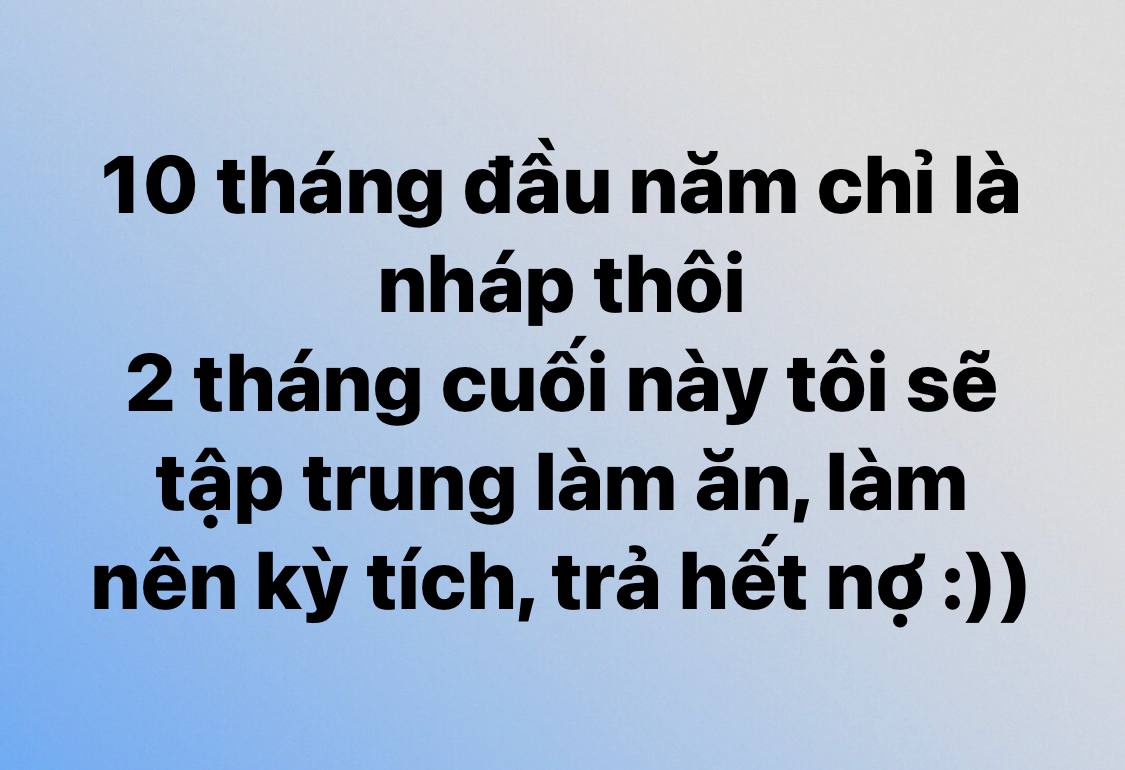 10 tháng đầu năm chỉ là
nháp thôi
2 tháng cuối này tôi sẽ
tập trung làm ăn, làm
nên kỳ tích, trả hết nợ :))